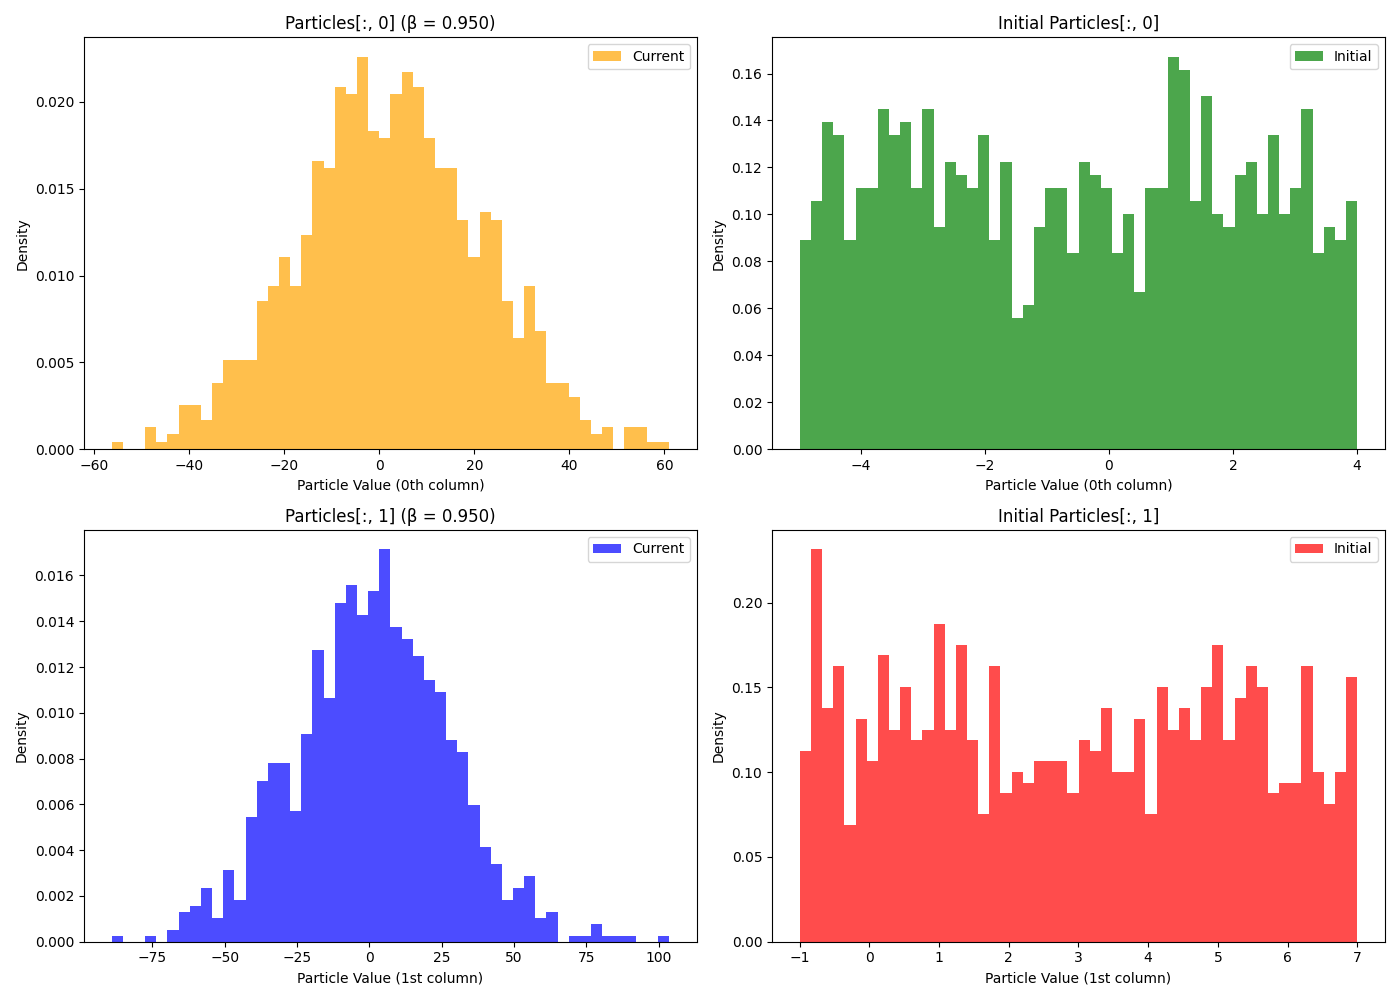 Particles[:, 0] (β = 0.950)
Current
Density
0.020
0.015
0.010
0.005
0.000
−60 −40 −20 0 20 40 60
Particle Value (0th column)
Initial Particles[:, 0]
Initial
Density
0.16
0.14
0.12
0.10
0.08
0.06
0.04
0.02
0.00
−4 −2 0 2 4
Particle Value (0th column)
Particles[:, 1] (β = 0.950)
Current
Density
0.016
0.014
0.012
0.010
0.008
0.006
0.004
0.002
0.000
−75 −50 −25 0 25 50 75 100
Particle Value (1st column)
Initial Particles[:, 1]
Initial
Density
0.20
0.15
0.10
0.05
0.00
−1 0 1 2 3 4 5 6 7
Particle Value (1st column)